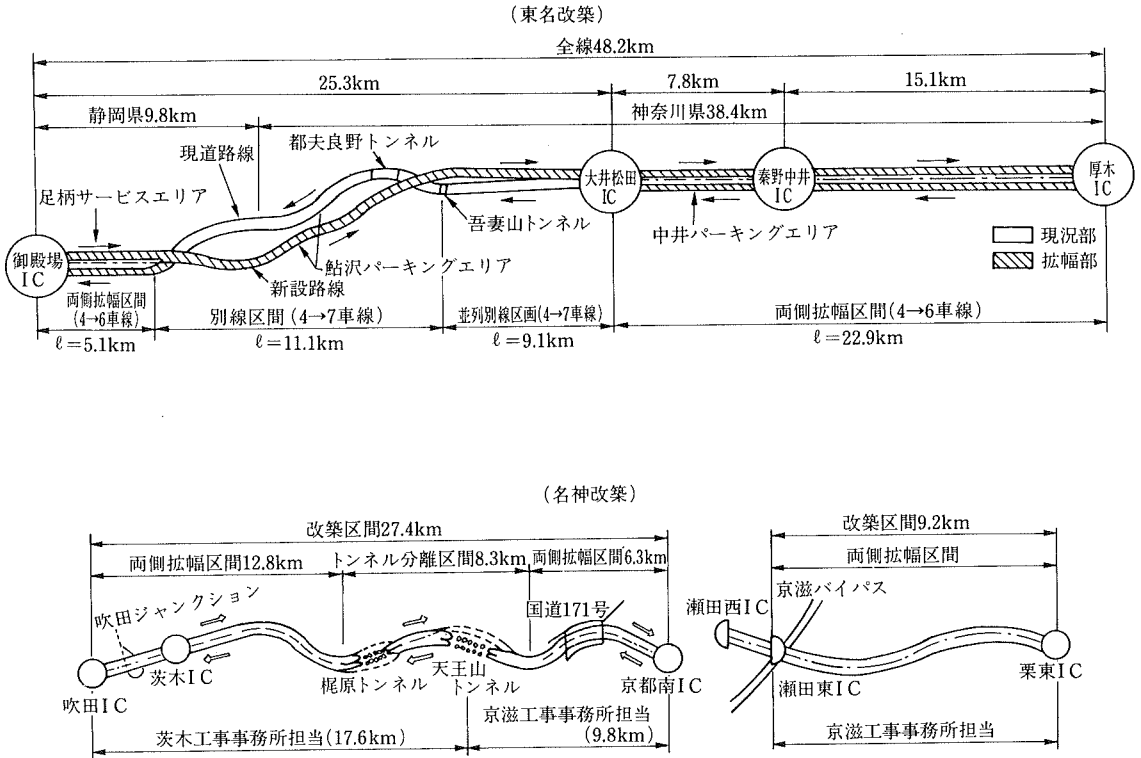 (東名改築)
全線48.2km
25.3km
7.8km
15.1km
静岡県9.8km
神奈川県38.4km
都夫良野トンネル
現道路線
足柄サービスエリア
大井松田
IC
秦野中井
IC
厚木
IC
吾妻山トンネル
中井パーキングエリア
現況部
拡幅部
御殿場
IC
鮎沢パーキングエリア
新設路線
両側拡幅区間
(4→6車線)
別線区間(4→7車線)
並列別線区画(4→7車線)
両側拡幅区間(4→6車線)
ℓ=5.1km
ℓ=11.1km
ℓ=9.1km
ℓ=22.9km
(名神改築)
改築区間27.4km
両側拡幅区間12.8km
トンネル分離区間8.3km
両側拡幅区間6.3km
吹田ジャンクション
国道171号
茨木IC
吹田IC
梶原トンネル
天王山
トンネル
京都南IC
京滋工事事務所担当
(9.8km)
茨木工事事務所担当(17.6km)
改築区間9.2km
両側拡幅区間
京滋バイパス
瀬田西IC
瀬田東IC
栗東IC
京滋工事事務所担当